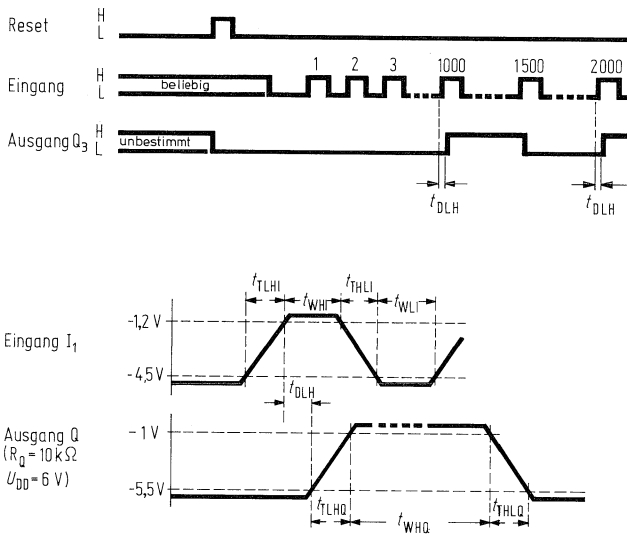 Reset H
L
1 2 3 1000 1500 2000
Eingang H
L
beliebig
Ausgang Q3 H
L
unbestimmt
tDLH tDLH
tTLHI tWHI tTHLI tWLI
Eingang I1
-1,2 V
-4,5 V
tDLH
Ausgang Q
(RQ = 10 kΩ
UDD = 6 V)
-1 V
-5,5 V
tTLHQ tWHQ tTHLQ